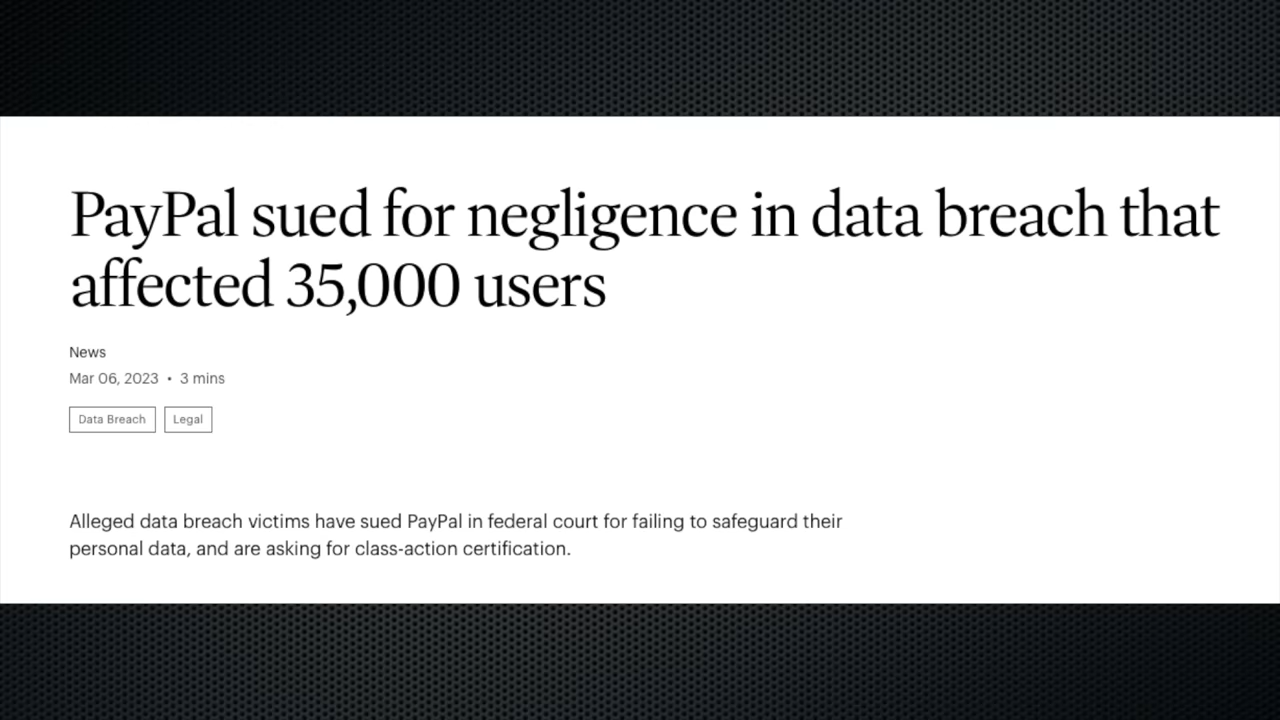 PayPal sued for negligence in data breach that
affected 35,000 users
News
Mar 06, 2023 • 3 mins
Data Breach Legal
Alleged data breach victims have sued PayPal in federal court for failing to safeguard their
personal data, and are asking for class-action certification.